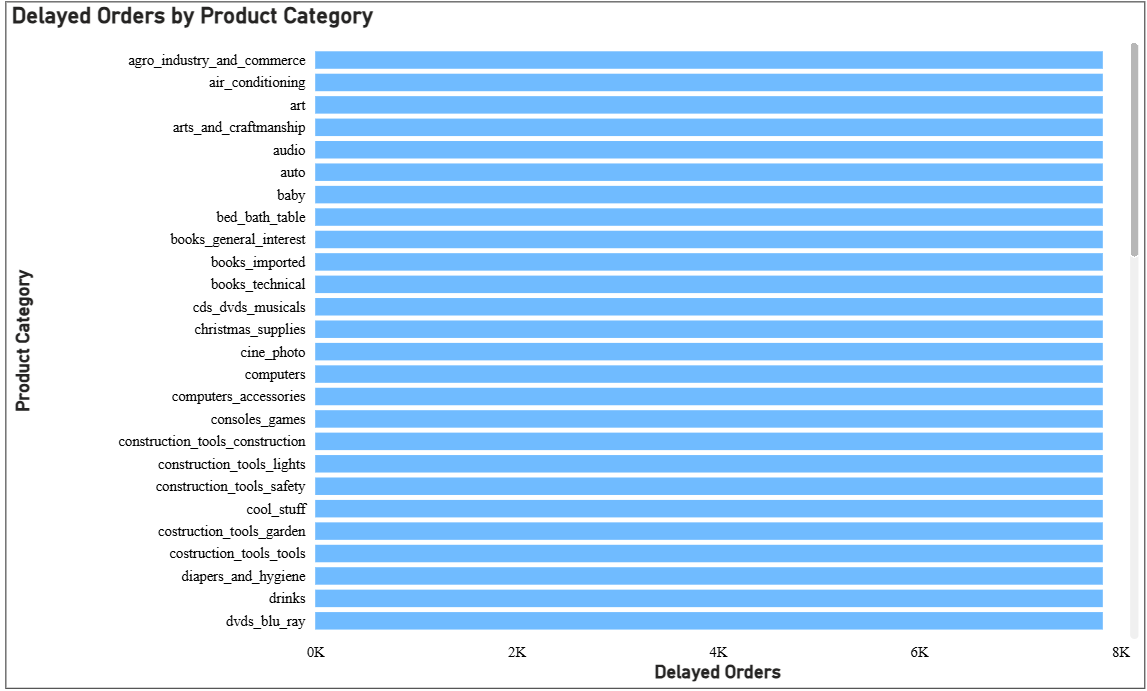 Delayed Orders by Product Category
Product Category
agro_industry_and_commerce
air_conditioning
art
arts_and_craftmanship
audio
auto
baby
bed_bath_table
books_general_interest
books_imported
books_technical
cds_dvds_musicals
christmas_supplies
cine_photo
computers
computers_accessories
consoles_games
construction_tools_construction
construction_tools_lights
construction_tools_safety
cool_stuff
costruction_tools_garden
costruction_tools_tools
diapers_and_hygiene
drinks
dvds_blu_ray
0K 2K 4K 6K 8K
Delayed Orders